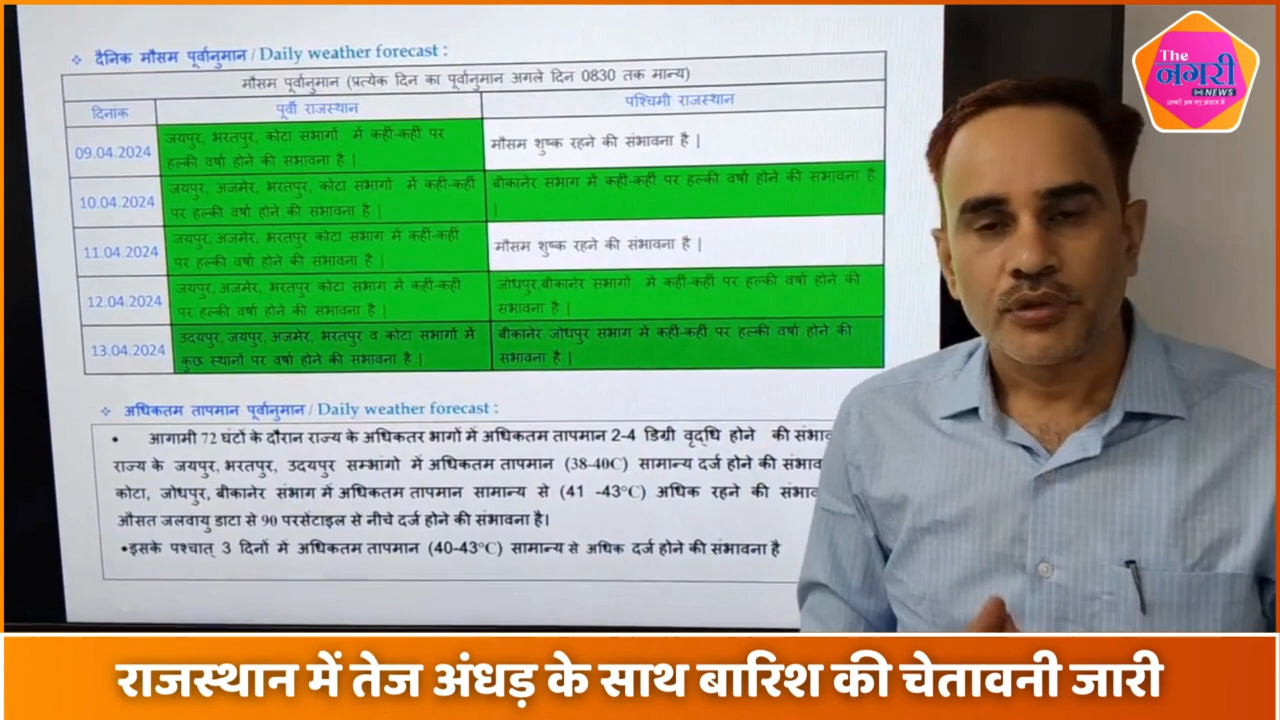 The
नगरी
NEWS
❖ दैनिक मौसम पूर्वानुमान / Daily weather forecast :
मौसम पूर्वानुमान (प्रत्येक दिन का पूर्वानुमान अगले दिन 0830 तक मान्य)
दिनांक पूर्वी राजस्थान पश्चिमी राजस्थान
09.04.2024 जयपुर, भरतपुर, कोटा सभागों में कहीं-कहीं पर मौसम शुष्क रहने की संभावना है |
हल्की वर्षा होने की संभावना है |
10.04.2024 जयपुर, अजमेर, भरतपुर, कोटा सभागों में कहीं-कहीं बीकानेर सभाग में कहीं-कहीं पर हल्की वर्षा होने की संभावना है
पर हल्की वर्षा होने की संभावना है | |
11.04.2024 जयपुर, अजमेर, भरतपुर कोटा सभाग में कहीं-कहीं मौसम शुष्क रहने की संभावना है |
पर हल्की वर्षा होने की संभावना है |
12.04.2024 जयपुर, अजमेर, भरतपुर कोटा सभाग में कहीं-कहीं जोधपुर,बीकानेर सभागों में कहीं-कहीं पर हल्की वर्षा होने की
पर हल्की वर्षा होने की संभावना है | संभावना है |
13.04.2024 उदयपुर, जयपुर, अजमेर, भरतपुर व कोटा सभागों में बीकानेर जोधपुर सभाग में कहीं-कहीं पर हल्की वर्षा होने की
कुछ स्थानों पर वर्षा होने की संभावना है | संभावना है |
❖ अधिकतम तापमान पूर्वानुमान / Daily weather forecast :
• आगामी 72 घंटों के दौरान राज्य के अधिकतर भागों में अधिकतम तापमान 2-4 डिग्री वृद्धि होने की संभाव
राज्य के जयपुर, भरतपुर, उदयपुर सम्भांगो में अधिकतम तापमान (38-40C) सामान्य दर्ज होने की संभाव
कोटा, जोधपुर, बीकानेर संभाग में अधिकतम तापमान सामान्य से (41 -43°C) अधिक रहने की संभाव
औसत जलवायु डाटा से 90 परसेंटाइल से नीचे दर्ज होने की संभावना है।
•इसके पश्चात् 3 दिनों में अधिकतम तापमान (40-43°C) सामान्य से अधिक दर्ज होने की संभावना है
राजस्थान में तेज अंधड़ के साथ बारिश की चेतावनी जारी